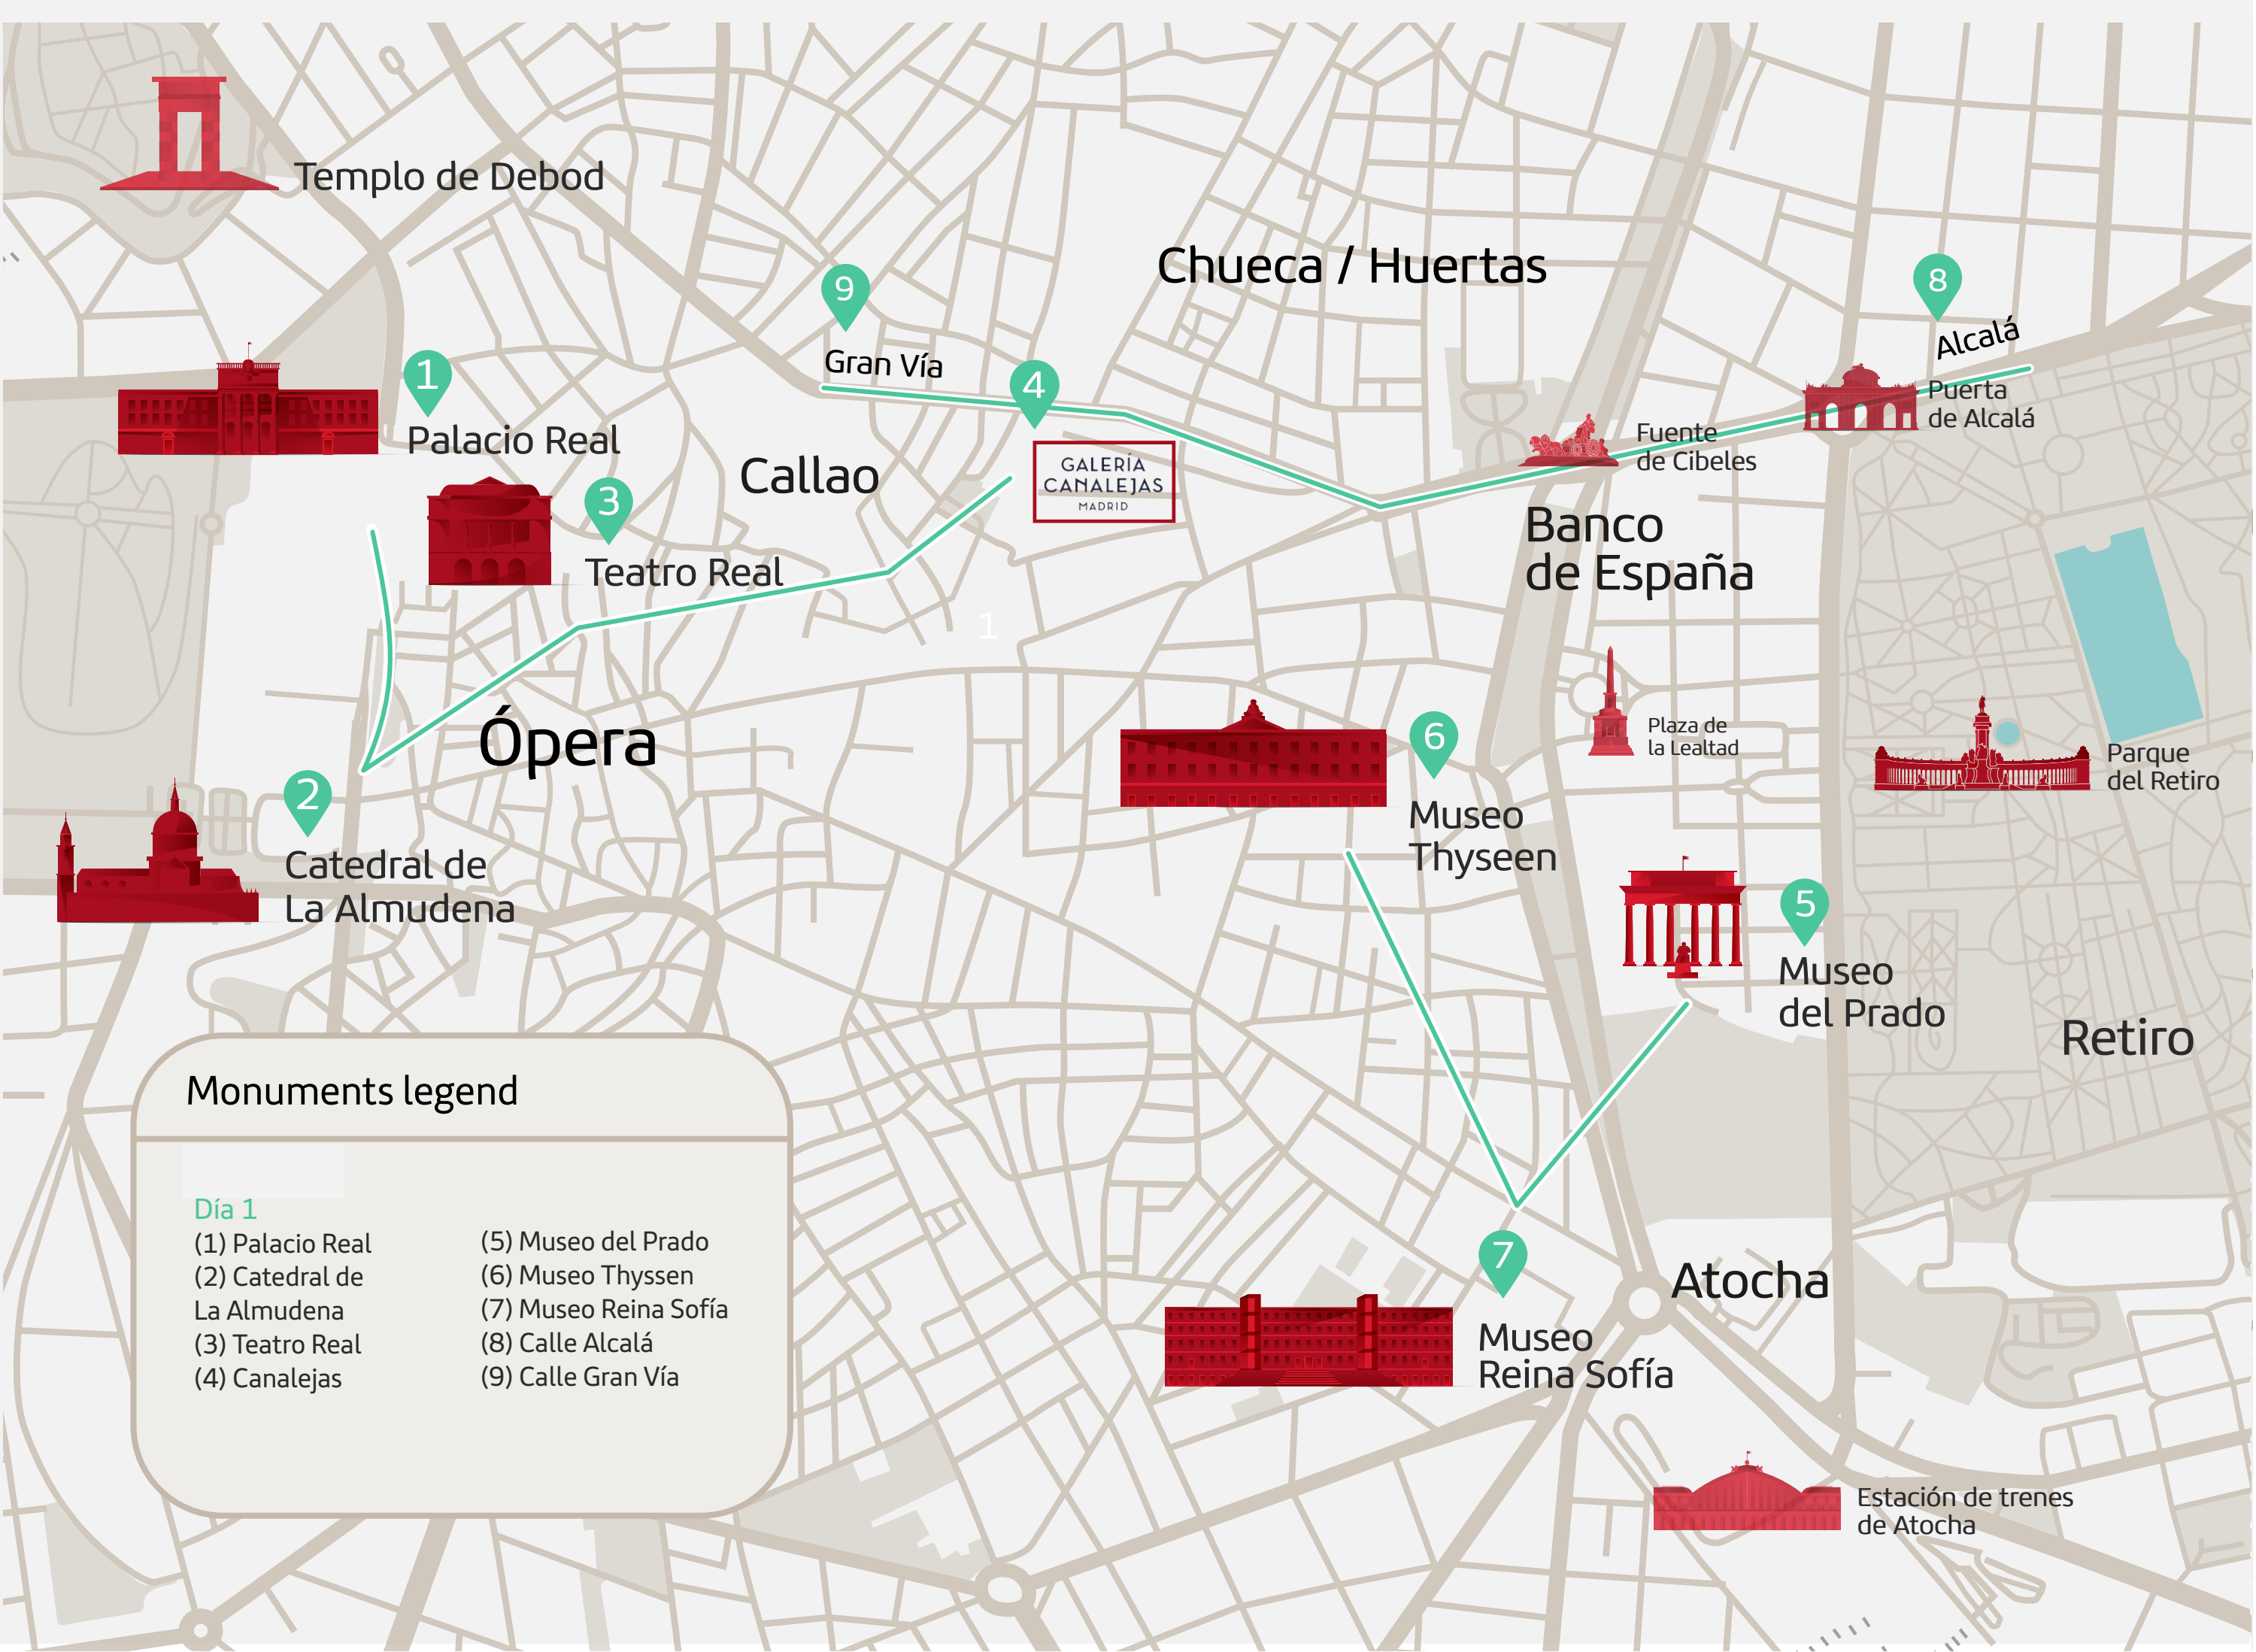 Templo de Debod
Chueca / Huertas
9
8
Alcalá
Gran Vía
4
1
Palacio Real
Puerta
de Alcalá
Fuente
de Cibeles
Callao
GALERÍA
CANALEJAS
MADRID
3
Teatro Real
Banco
de España
1
Ópera
6
Plaza de
la Lealtad
Parque
del Retiro
2
Museo
Thyseen
Catedral de
La Almudena
5
Museo
del Prado
Retiro
Monuments legend
Día 1
(1) Palacio Real
(2) Catedral de
La Almudena
(3) Teatro Real
(4) Canalejas
(5) Museo del Prado
(6) Museo Thyssen
(7) Museo Reina Sofía
(8) Calle Alcalá
(9) Calle Gran Vía
7
Atocha
Museo
Reina Sofía
Estación de trenes
de Atocha